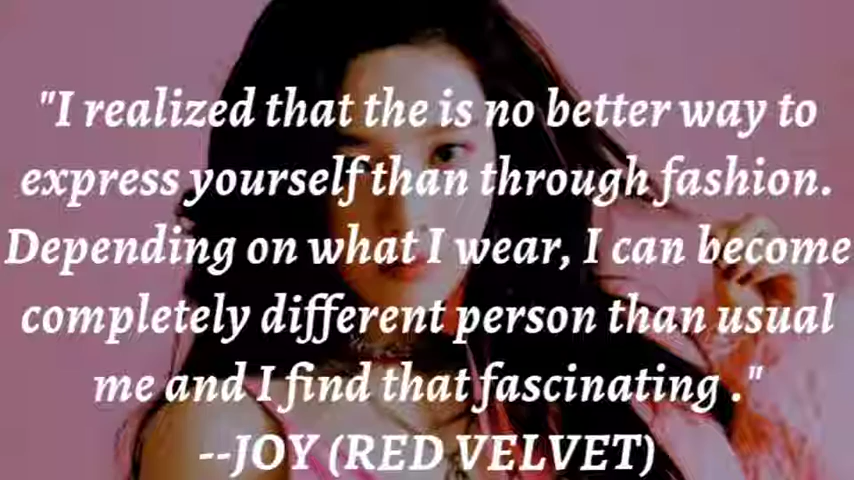 "I realized that the is no better way to
express yourself than through fashion.
Depending on what I wear, I can become
completely different person than usual
me and I find that fascinating ."
--JOY (RED VELVET)